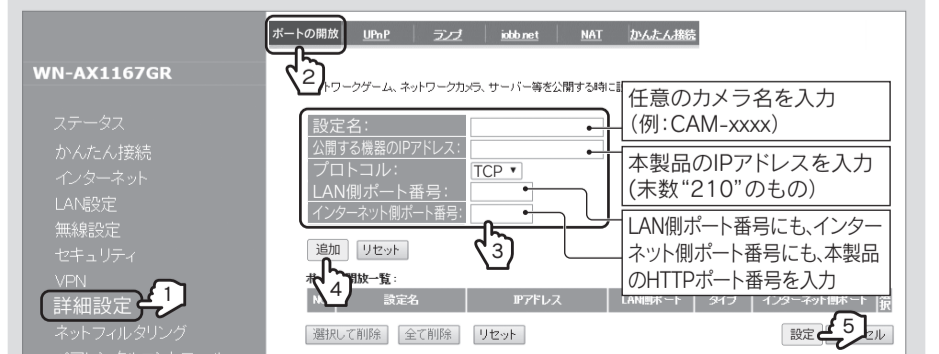 ポートの開放 UPnP ランプ iobb.net NAT かんたん接続
WN-AX1167GR
2
トワークゲーム、ネットワークカメラ、サーバー等を公開する時に
任意のカメラ名を入力
(例:CAM-xxxx)
ステータス
かんたん接続
インターネット
LAN設定
無線設定
セキュリティ
VPN
詳細設定
1
ネットフィルタリング
設定名:
公開する機器のIPアドレス:
プロトコル: TCP
LAN側ポート番号:
インターネット側ポート番号:
3
本製品のIPアドレスを入力
(末数“210”のもの)
LAN側ポート番号にも、インター
ネット側ポート番号にも、本製品
のHTTPポート番号を入力
追加 リセット
4
開放一覧:
設定名 IPアドレス LAN側ポート タイプ インターネット側ポート 選択
選択して削除 全て削除 リセット 設定
5
セル